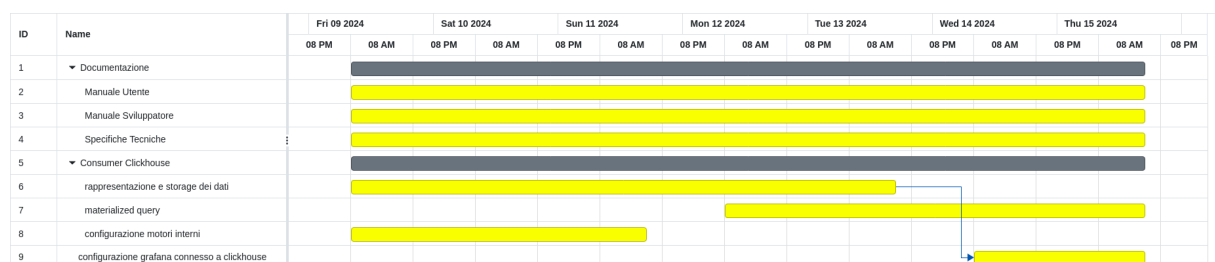 ID Name Fri 09 2024 Sat 10 2024 Sun 11 2024 Mon 12 2024 Tue 13 2024 Wed 14 2024 Thu 15 2024
08 PM 08 AM 08 PM 08 AM 08 PM 08 AM 08 PM 08 AM 08 PM 08 AM 08 PM 08 AM 08 PM 08 AM 08 PM
1 Documentazione
2 Manuale Utente
3 Manuale Sviluppatore
4 Specifiche Tecniche
5 Consumer Clickhouse
6 rappresentazione e storage dei dati
7 materialized query
8 configurazione motori interni
9 configurazione grafana connesso a clickhouse